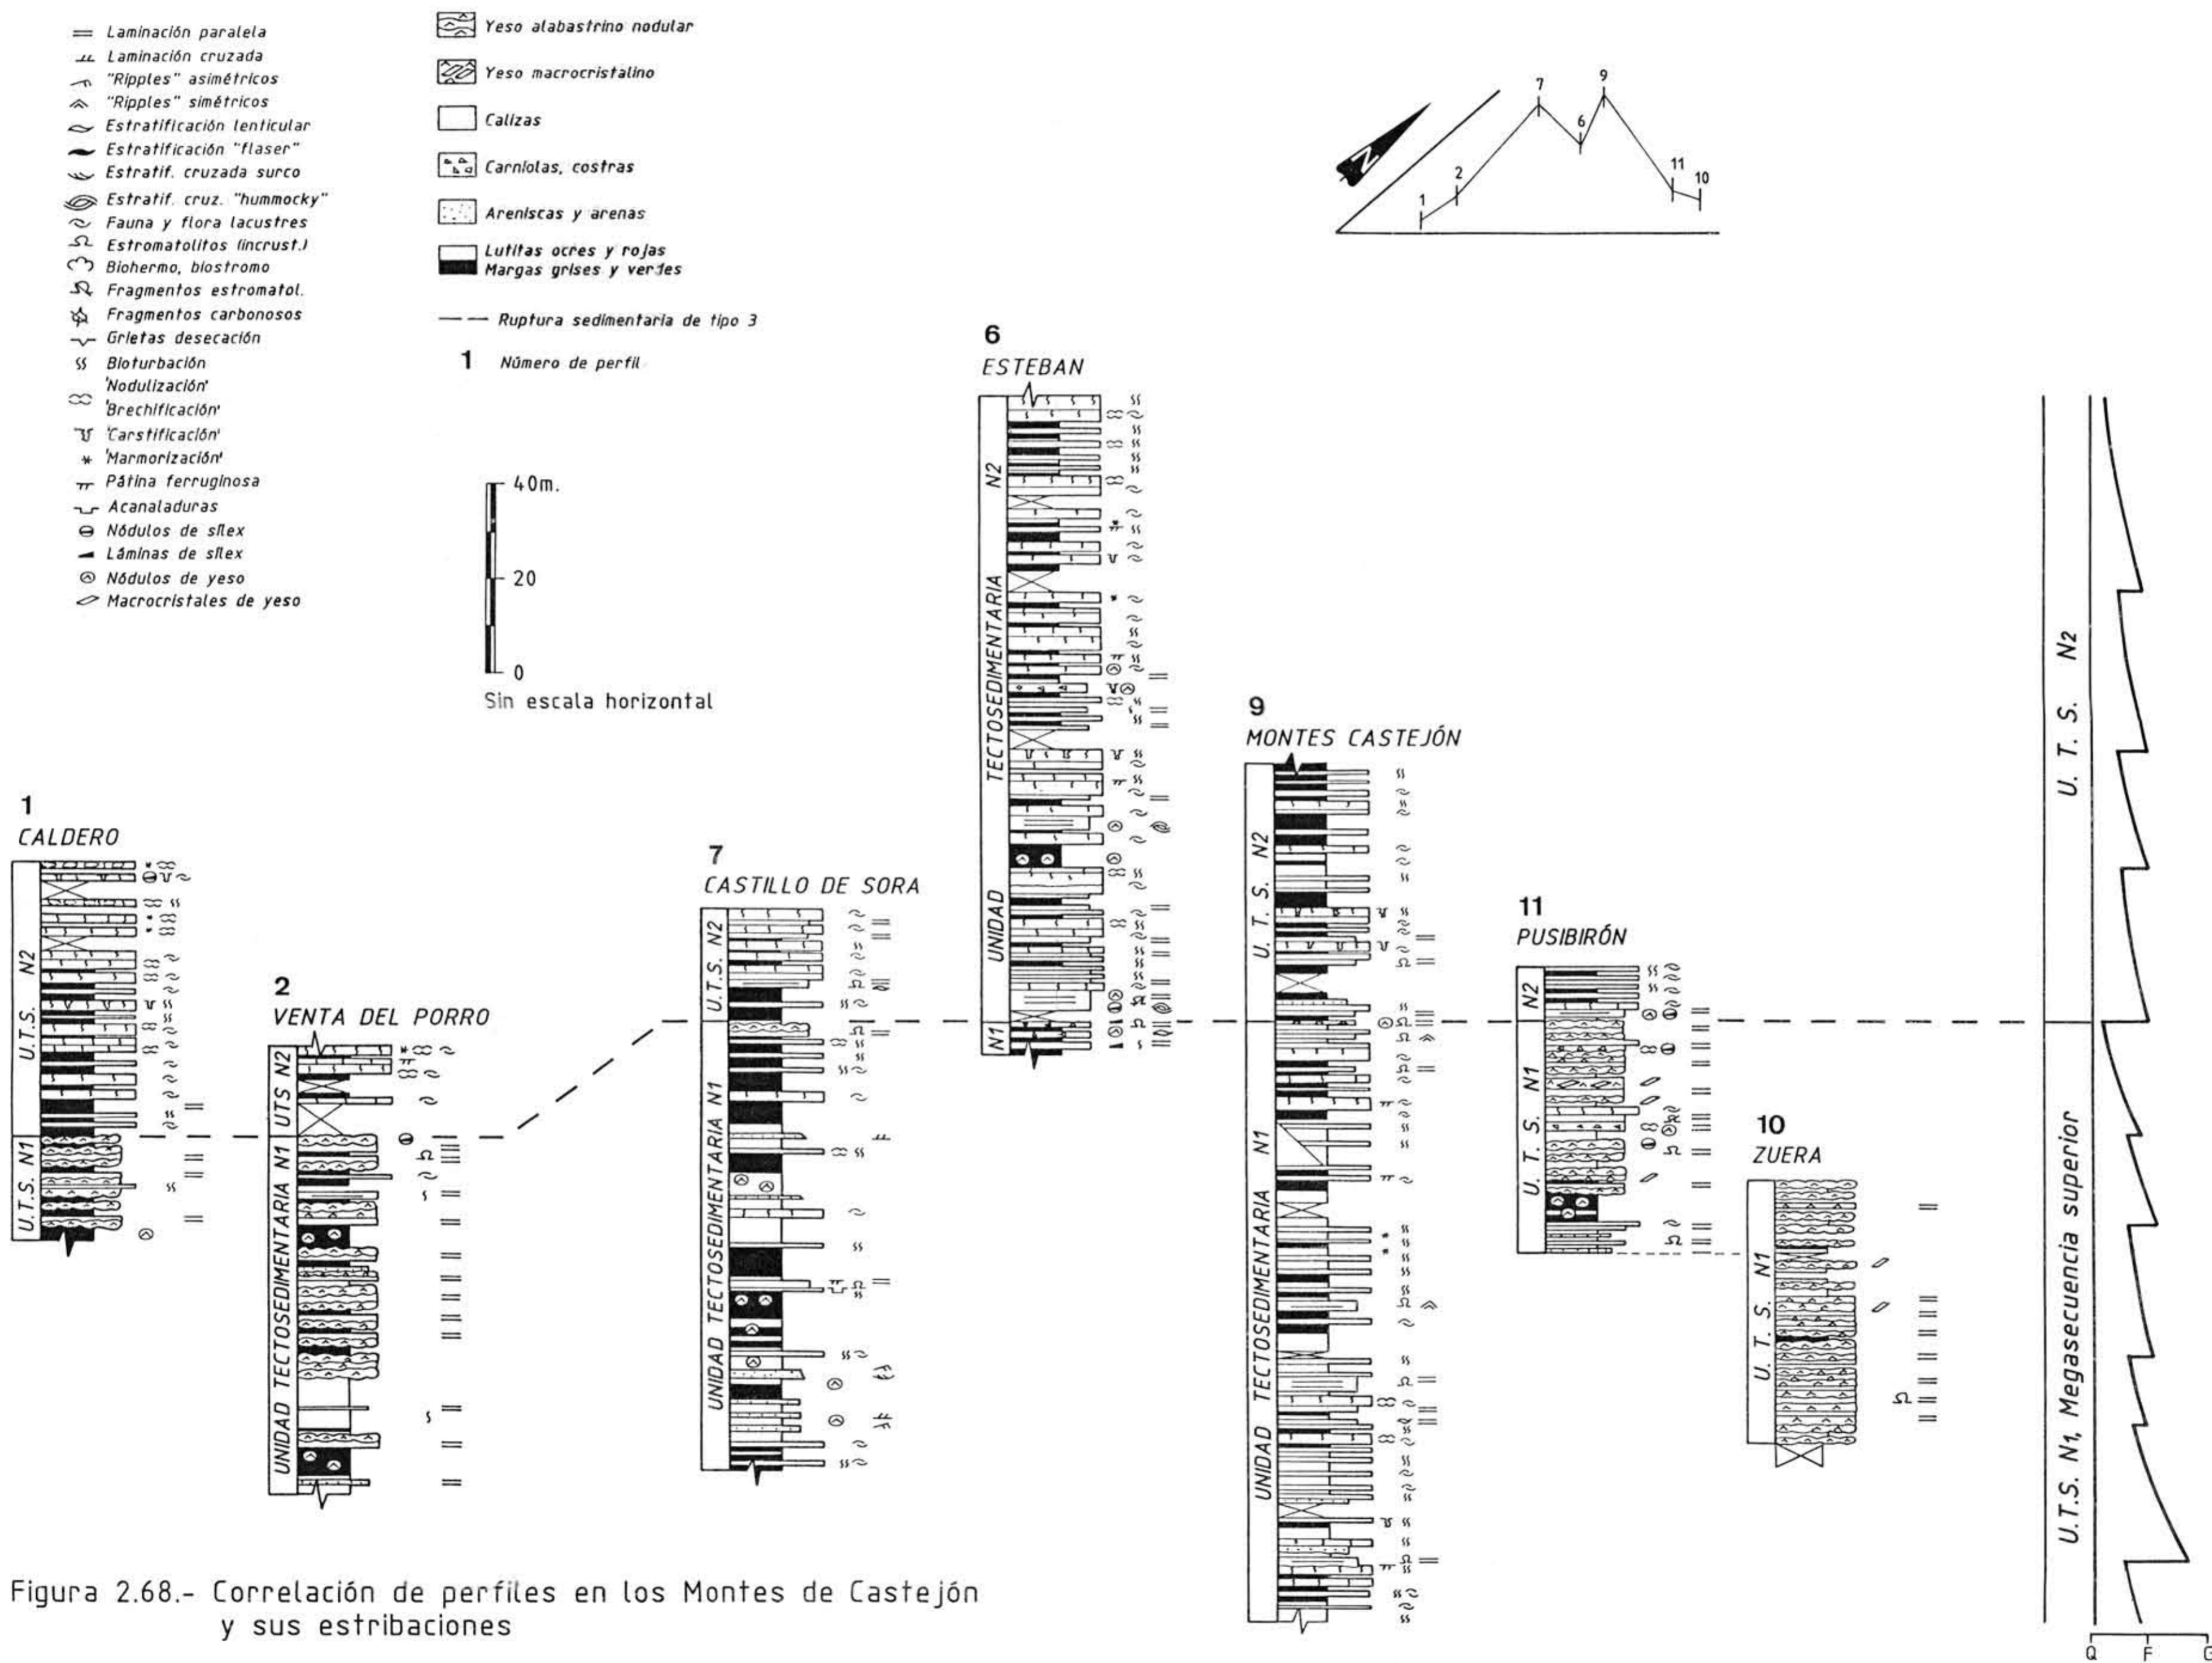 Laminación paralela
Laminación cruzada
"Ripples" asimétricos
"Ripples" simétricos
Estratificación lenticular
Estratificación "flaser"
Estratif. cruzada surco
Estratif. cruz. "hummocky"
Fauna y flora lacustres
Estromatolitos (incrust.)
Biohermo, biostromo
Fragmentos estromatol.
Fragmentos carbonosos
Grietas desecación
Bioturbación
'Nodulización'
'Brechificación'
'Carstificación'
'Marmorización'
Pátina ferruginosa
Acanaladuras
Nódulos de sílex
Láminas de sílex
Nódulos de yeso
Macrocristales de yeso
Yeso alabastrino nodular
Yeso macrocristalino
Calizas
Carniolas, costras
Areniscas y arenas
Lutitas ocres y rojas
Margas grises y verdes
Ruptura sedimentaria de tipo 3
1 Número de perfil
40m.
20
0
Sin escala horizontal
N
1
2
7
6
9
11
10
1
CALDERO
U.T.S. N2
U.T.S. N1
2
VENTA DEL PORRO
UTS N2
UNIDAD TECTOSEDIMENTARIA N1
7
CASTILLO DE SORA
U.T.S. N2
UNIDAD TECTOSEDIMENTARIA N1
6
ESTEBAN
UNIDAD TECTOSEDIMENTARIA N2
N1
9
MONTES CASTEJÓN
U. T. S. N2
UNIDAD TECTOSEDIMENTARIA N1
11
PUSIBIRÓN
N2
U. T. S. N1
10
ZUERA
U. T. S. N1
U. T. S. N2
U.T.S. N1, Megasecuencia superior
Q F G
Figura 2.68.- Correlación de perfiles en los Montes de Castejón
y sus estribaciones